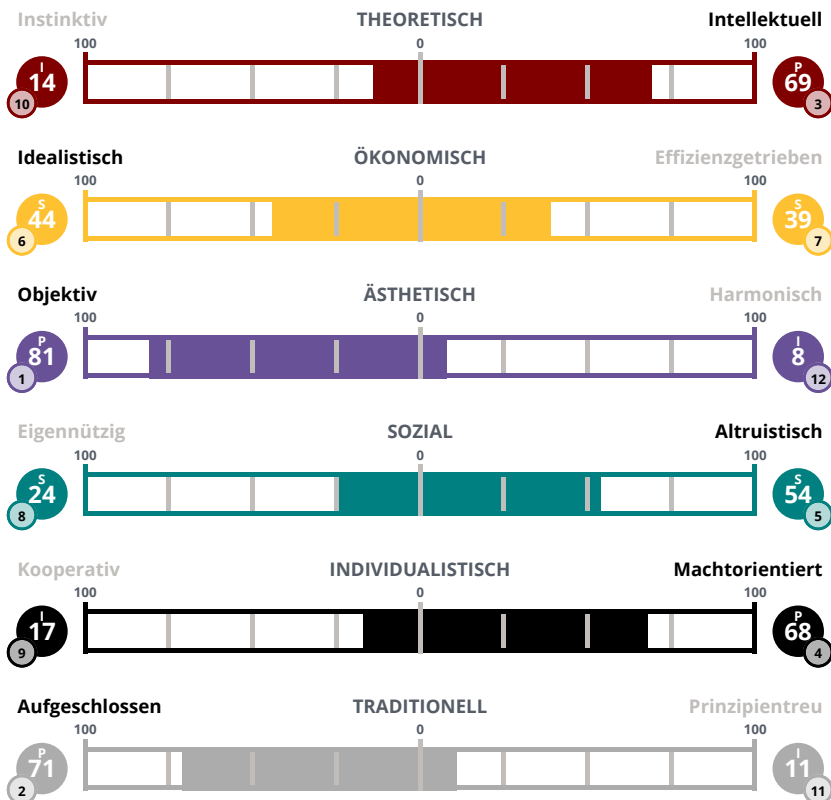 Instinktiv THEORETISCH Intellektuell
100 0 100
I 14 10 P 69 3
Idealistisch ÖKONOMISCH Effizienzgetrieben
100 0 100
S 44 6 S 39 7
Objektiv ÄSTHETISCH Harmonisch
100 0 100
P 81 1 I 8 12
Eigennützig SOZIAL Altruistisch
100 0 100
S 24 8 S 54 5
Kooperativ INDIVIDUALISTISCH Machtorientiert
100 0 100
I 17 9 P 68 4
Aufgeschlossen TRADITIONELL Prinzipientreu
100 0 100
P 71 2 I 11 11